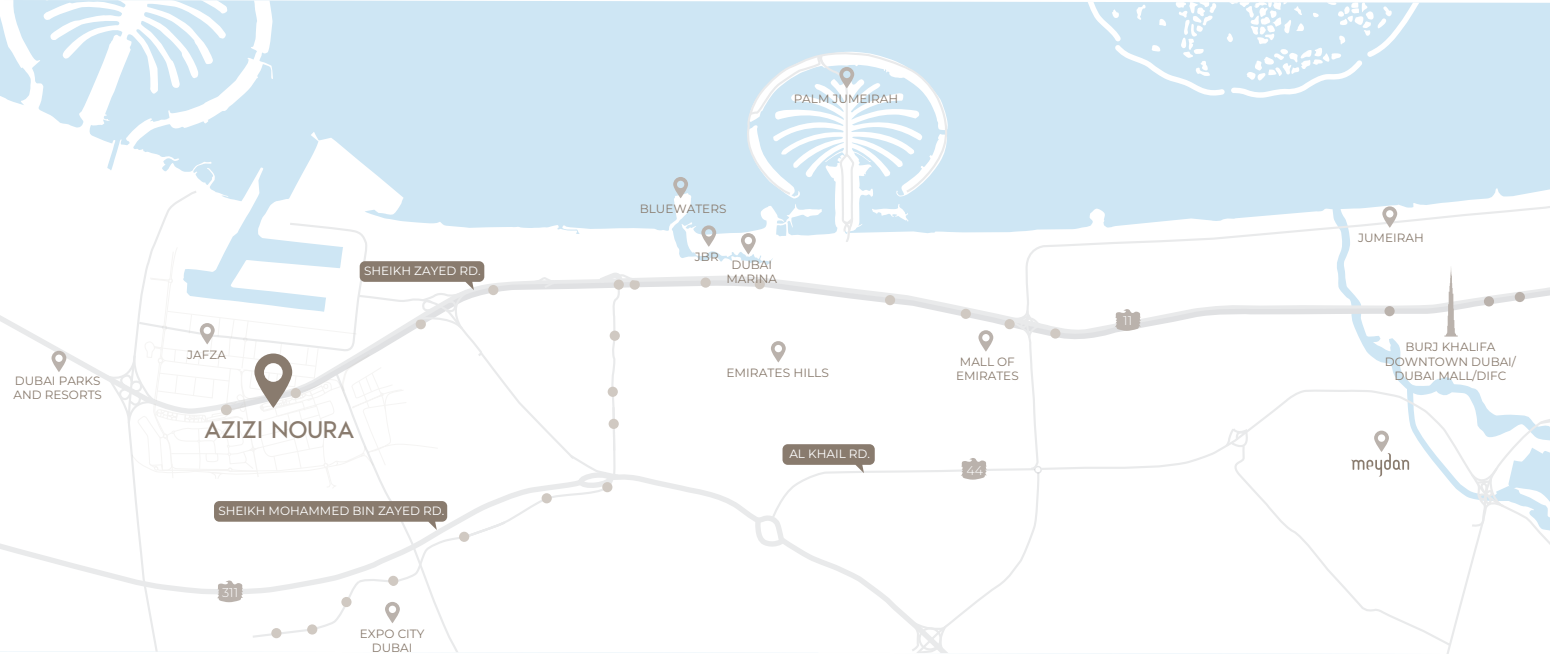 PALM JUMEIRAH
BLUEWATERS
JUMEIRAH
JBR
DUBAI
MARINA
SHEIKH ZAYED RD.
11
JAFZA
BURJ KHALIFA
DOWNTOWN DUBAI/
DUBAI MALL/DIFC
MALL OF
EMIRATES
EMIRATES HILLS
DUBAI PARKS
AND RESORTS
AZIZI NOURA
AL KHAIL RD.
44
meydan
SHEIKH MOHAMMED BIN ZAYED RD.
311
EXPO CITY
DUBAI